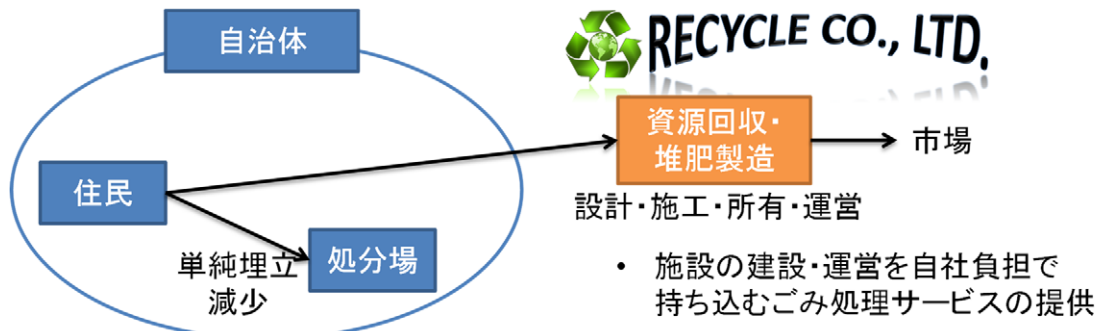 自治体
RECYCLE CO., LTD.
資源回収・
堆肥製造
市場
住民
設計・施工・所有・運営
単純埋立
減少
処分場
• 施設の建設・運営を自社負担で
持ち込むごみ処理サービスの提供